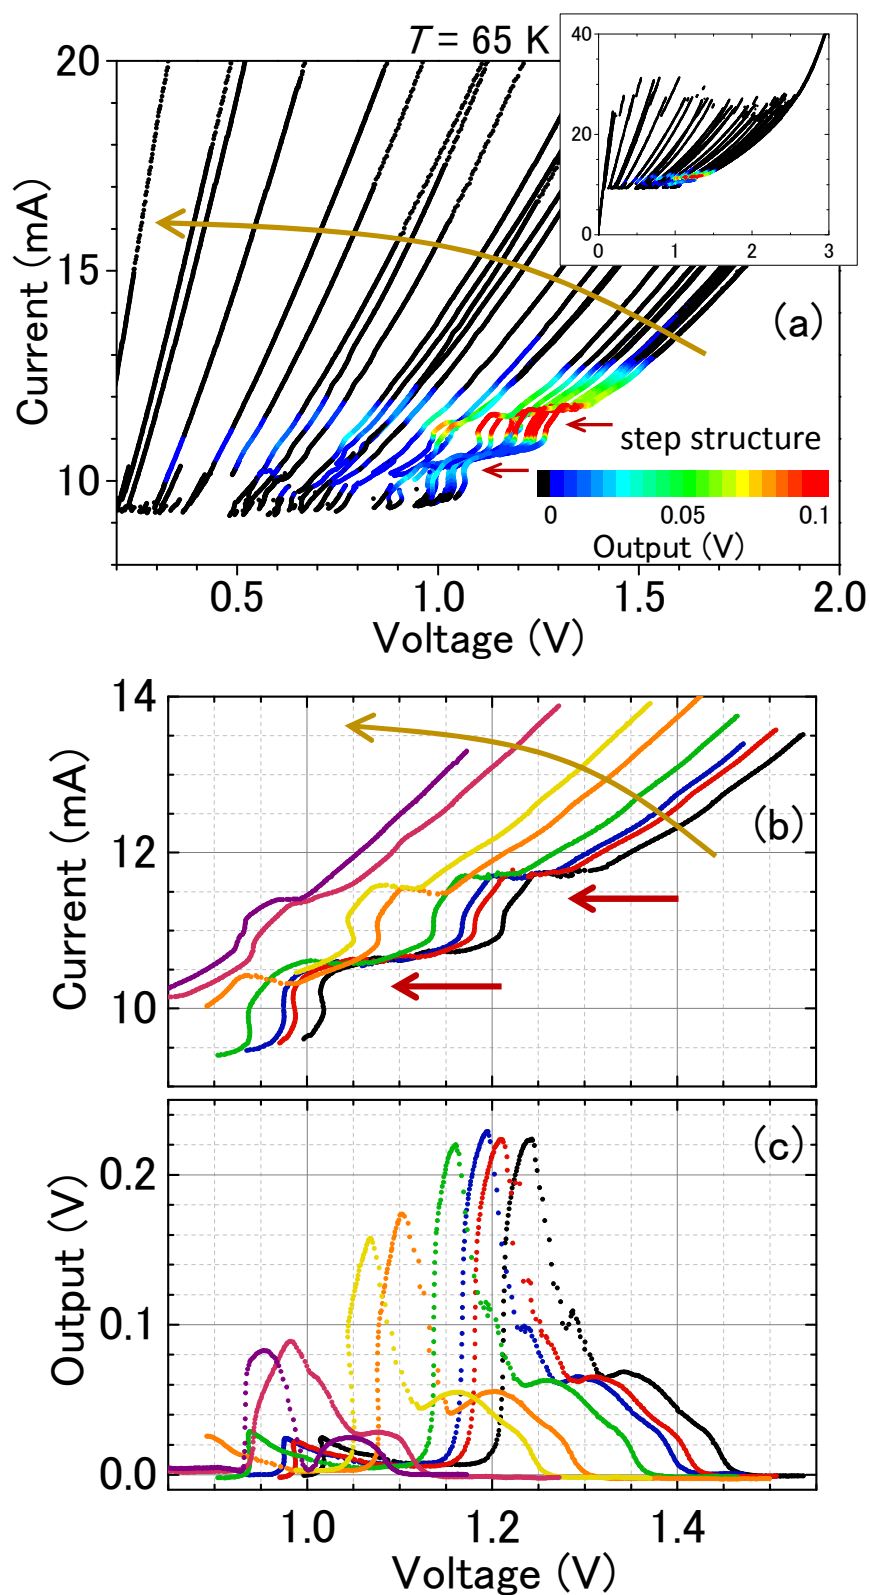 T = 65 K
40
20
0
0 1 2 3
20
15
10
Current (mA)
(a)
step structure
0 0.05 0.1
Output (V)
0.5 1.0 1.5 2.0
Voltage (V)
14
12
10
Current (mA)
(b)
(c)
0.2
0.1
0.0
Output (V)
1.0 1.2 1.4
Voltage (V)